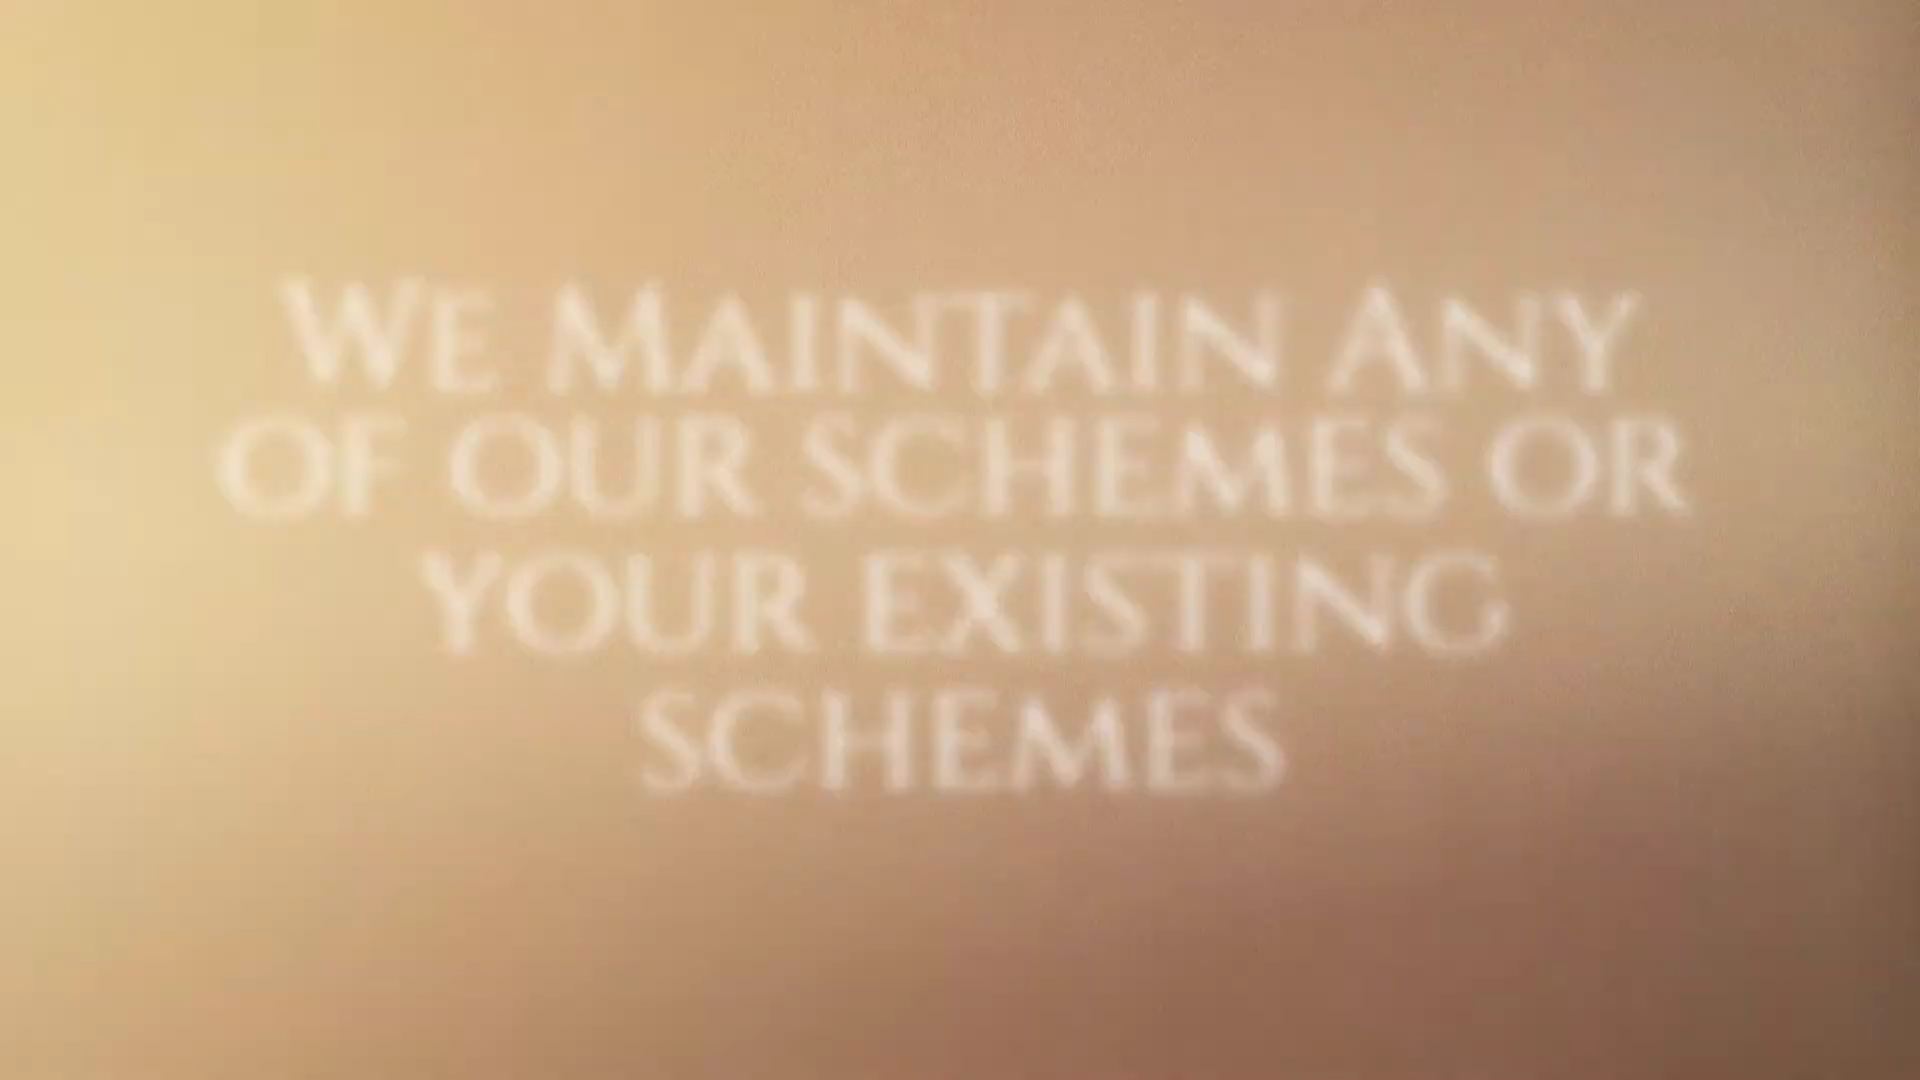 We Maintain Any
of our schemes or
your existing
schemes